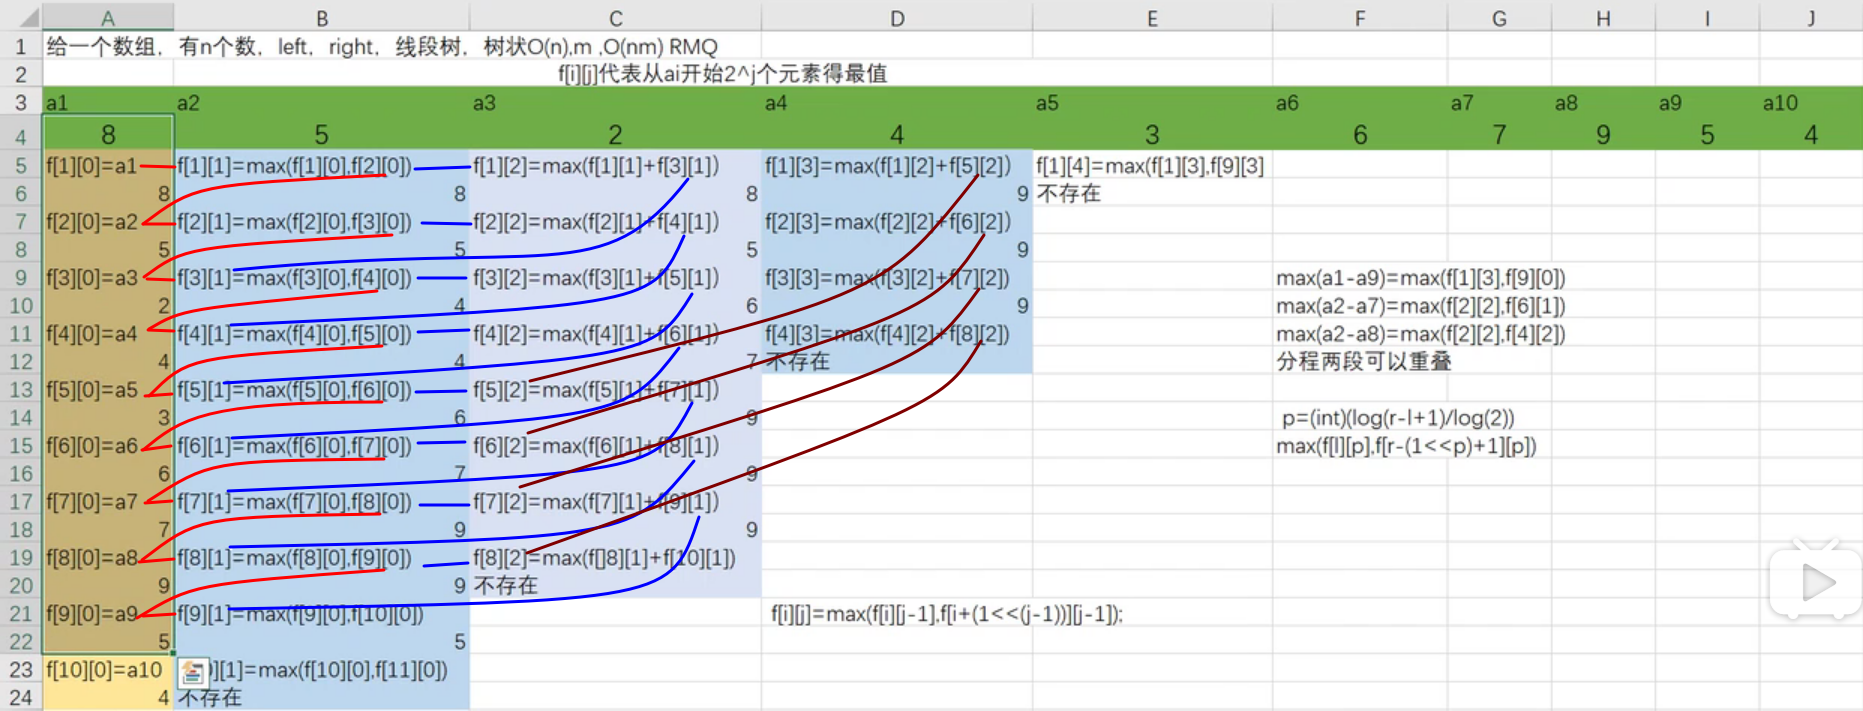 A B C D E F G H I J
1 给一个数组， 有n个数， left， right， 线段树， 树状O(n),m ,O(nm) RMQ
2 f[i][j]代表从ai开始2^j个元素得最值
3 a1 a2 a3 a4 a5 a6 a7 a8 a9 a10
4 8 5 2 4 3 6 7 9 5 4
5 f[1][0]=a1 f[1][1]=max(f[1][0],f[2][0]) f[1][2]=max(f[1][1]+f[3][1]) f[1][3]=max(f[1][2]+f[5][2]) f[1][4]=max(f[1][3],f[9][3]
6 8 8 8 9 不存在
7 f[2][0]=a2 f[2][1]=max(f[2][0],f[3][0]) f[2][2]=max(f[2][1]+f[4][1]) f[2][3]=max(f[2][2]+f[6][2])
8 5 5 5 9
9 f[3][0]=a3 f[3][1]=max(f[3][0],f[4][0]) f[3][2]=max(f[3][1]+f[5][1]) f[3][3]=max(f[3][2]+f[7][2]) max(a1-a9)=max(f[1][3],f[9][0])
10 2 4 6 9 max(a2-a7)=max(f[2][2],f[6][1])
11 f[4][0]=a4 f[4][1]=max(f[4][0],f[5][0]) f[4][2]=max(f[4][1]+f[6][1]) f[4][3]=max(f[4][2]+f[8][2]) max(a2-a8)=max(f[2][2],f[4][2])
12 4 4 7 不存在 分程两段可以重叠
13 f[5][0]=a5 f[5][1]=max(f[5][0],f[6][0]) f[5][2]=max(f[5][1]+f[7][1])
14 3 6 9 p=(int)(log(r-l+1)/log(2))
15 f[6][0]=a6 f[6][1]=max(f[6][0],f[7][0]) f[6][2]=max(f[6][1]+f[8][1]) max(f[l][p],f[r-(1<<p)+1][p])
16 6 7 9
17 f[7][0]=a7 f[7][1]=max(f[7][0],f[8][0]) f[7][2]=max(f[7][1]+f[9][1])
18 7 9 9
19 f[8][0]=a8 f[8][1]=max(f[8][0],f[9][0]) f[8][2]=max(f[]8][1]+f[10][1])
20 9 9 不存在
21 f[9][0]=a9 f[9][1]=max(f[9][0],f[10][0]) f[i][j]=max(f[i][j-1],f[i+(1<<(j-1))][j-1]);
22 5 5
23 f[10][0]=a10 )][1]=max(f[10][0],f[11][0])
24 4 不存在